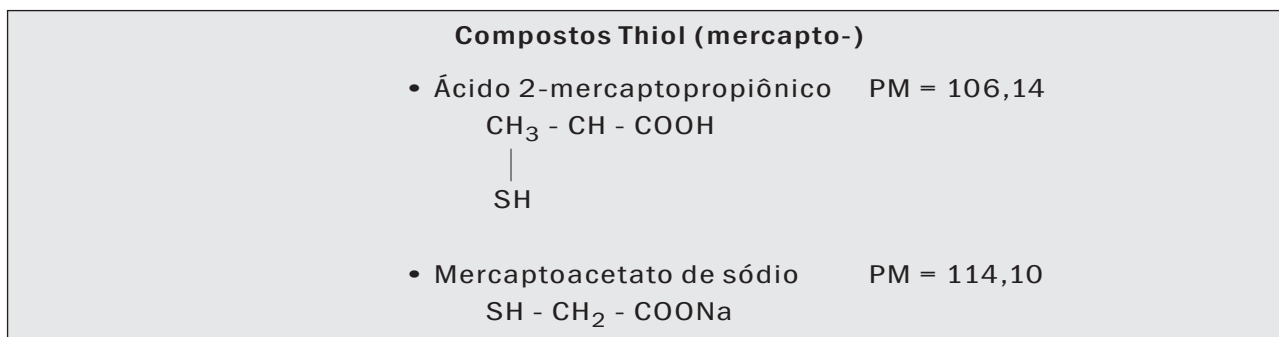 Compostos Thiol (mercapto-)
• Ácido 2-mercaptopropiônico PM = 106,14
CH₃ - CH - COOH
|
SH
• Mercaptoacetato de sódio PM = 114,10
SH - CH₂ - COONa